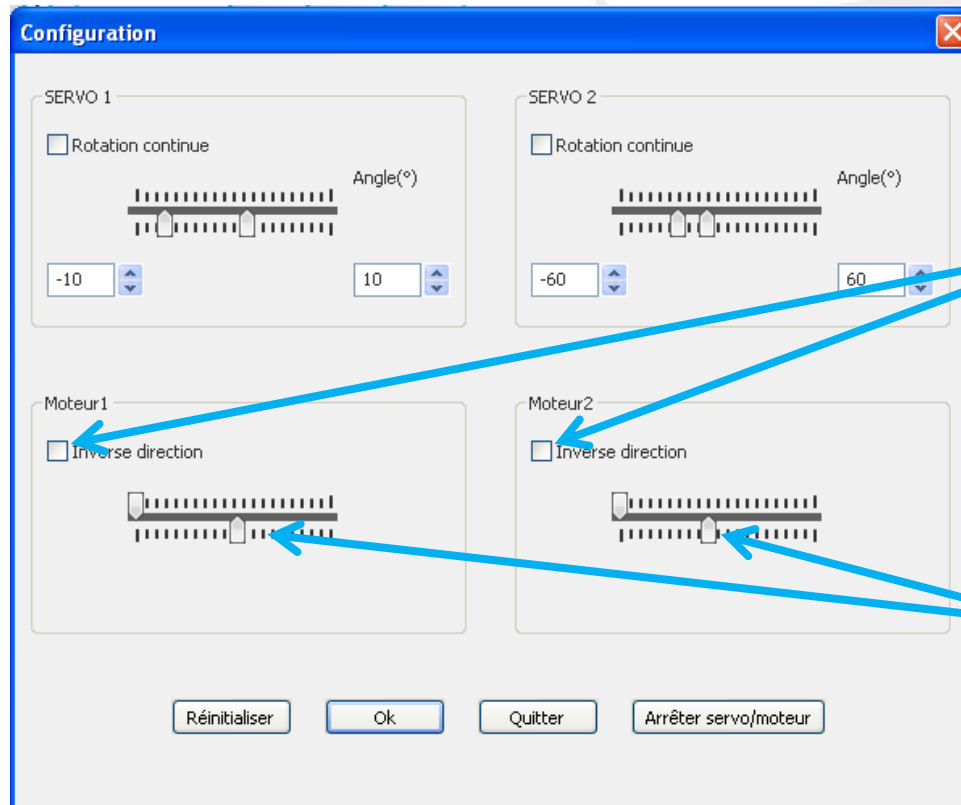 Configuration
SERVO 1
SERVO 2
Rotation continue
Rotation continue
Angle(°)
Angle(°)
-10
10
-60
60
Moteur1
Moteur2
Inverse direction
Inverse direction
Réinitialiser
Ok
Quitter
Arrêter servo/moteur